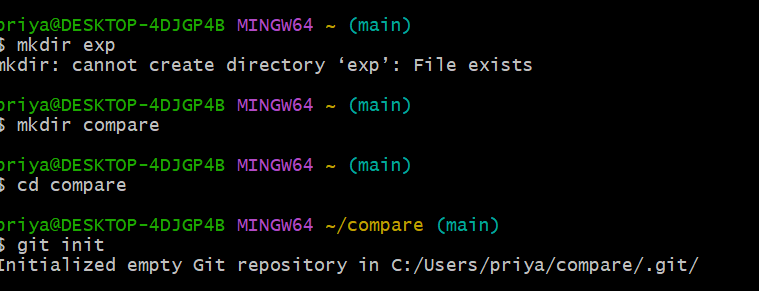 priya@DESKTOP-4DJGP4B MINGW64 ~ (main)
$ mkdir exp
mkdir: cannot create directory ‘exp’: File exists
priya@DESKTOP-4DJGP4B MINGW64 ~ (main)
$ mkdir compare
priya@DESKTOP-4DJGP4B MINGW64 ~ (main)
$ cd compare
priya@DESKTOP-4DJGP4B MINGW64 ~/compare (main)
$ git init
Initialized empty Git repository in C:/Users/priya/compare/.git/